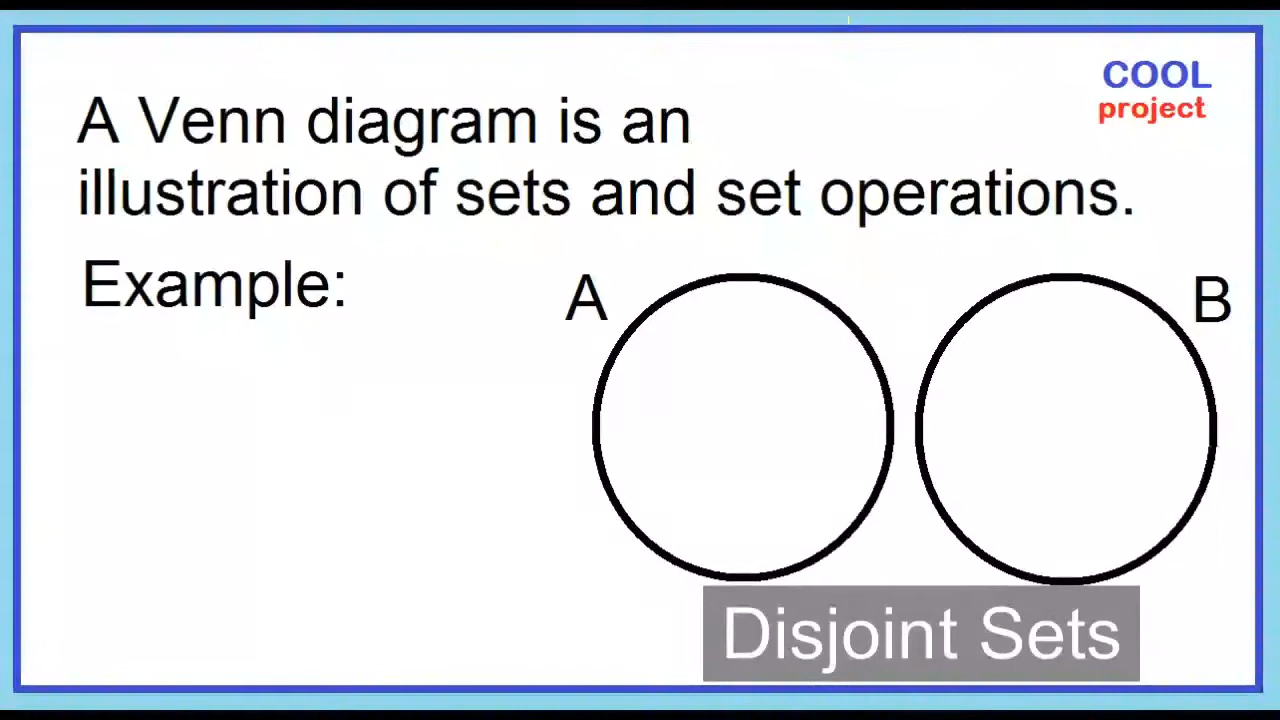 COOL
project
A Venn diagram is an
illustration of sets and set operations.
Example:
A
B
Disjoint Sets